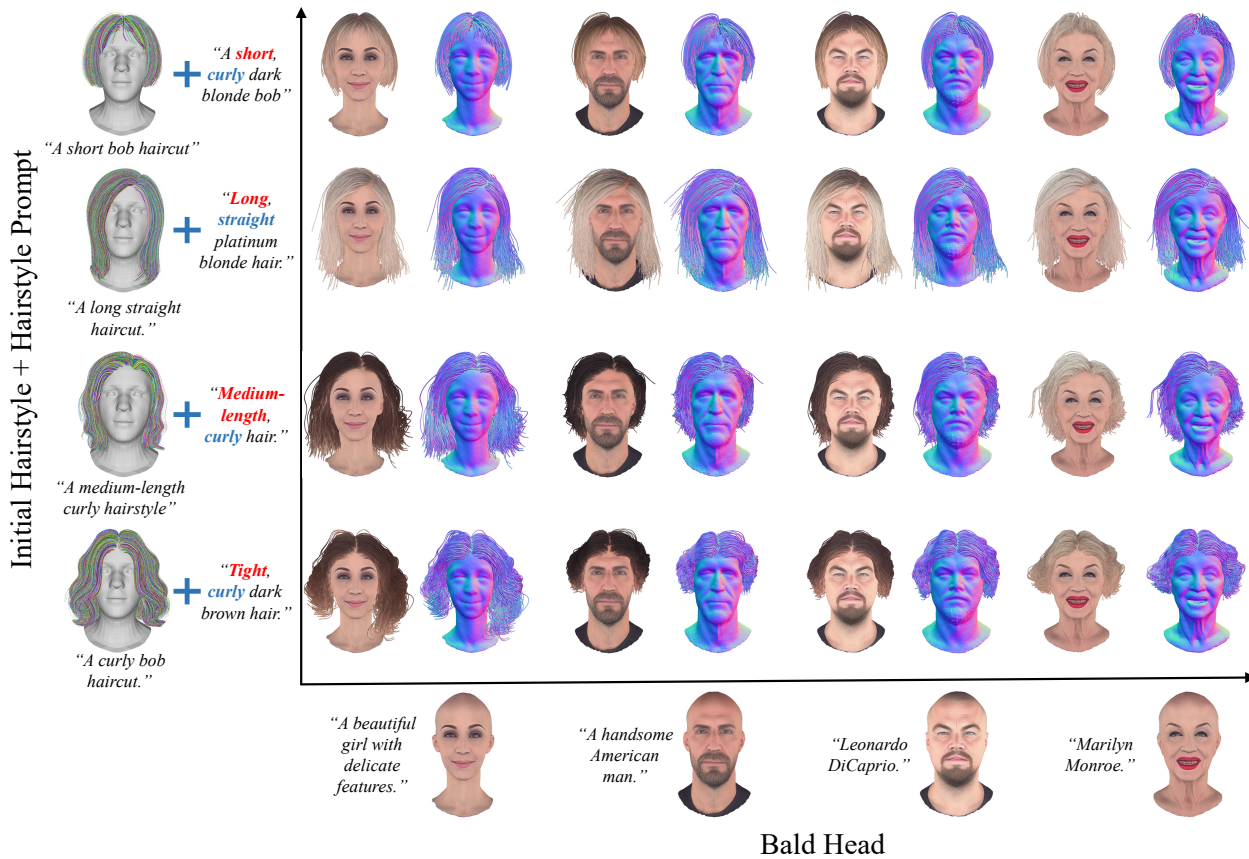 Initial Hairstyle + Hairstyle Prompt
“A short,
curly dark
blonde bob”
“A short bob haircut”
“Long,
straight
platinum
blonde hair.”
“A long straight
haircut.”
“Medium-
length,
curly hair.”
“A medium-length
curly hairstyle”
“Tight,
curly dark
brown hair.”
“A curly bob
haircut.”
“A beautiful
girl with
delicate
features.”
“A handsome
American
man.”
“Leonardo
DiCaprio.”
“Marilyn
Monroe.”
Bald Head